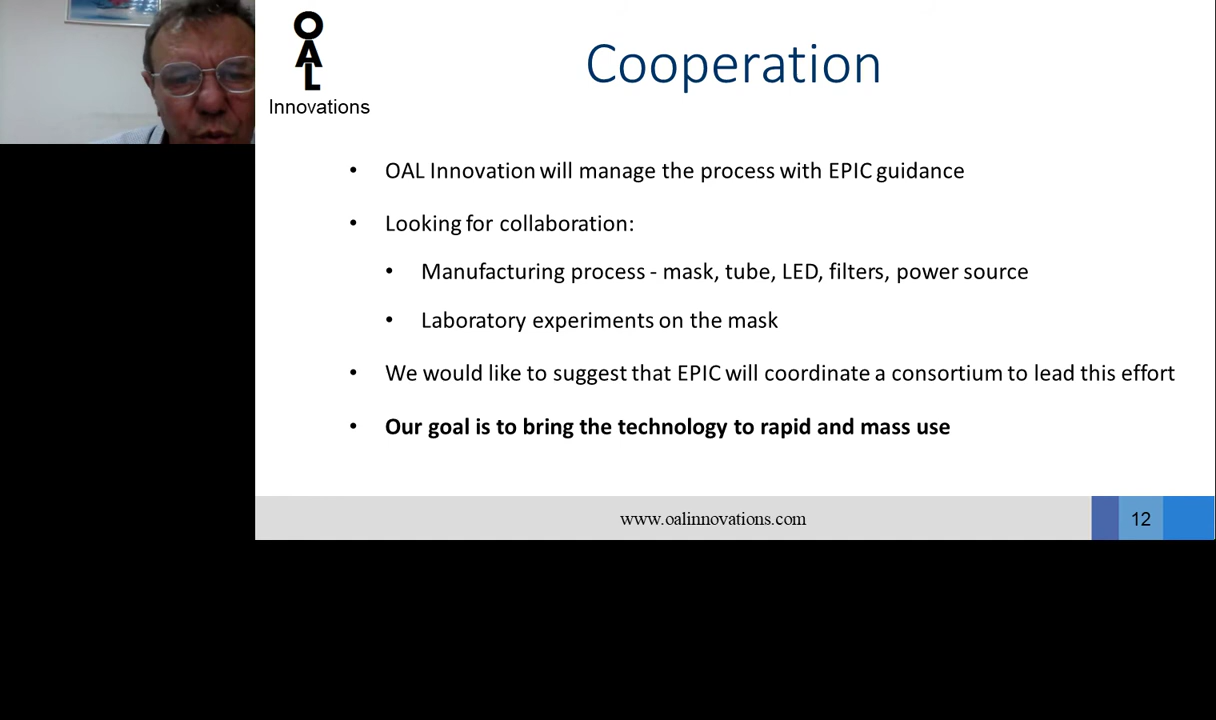 O
A
L
Innovations
Cooperation
• OAL Innovation will manage the process with EPIC guidance
• Looking for collaboration:
• Manufacturing process - mask, tube, LED, filters, power source
• Laboratory experiments on the mask
• We would like to suggest that EPIC will coordinate a consortium to lead this effort
• Our goal is to bring the technology to rapid and mass use
www.oalinnovations.com
12